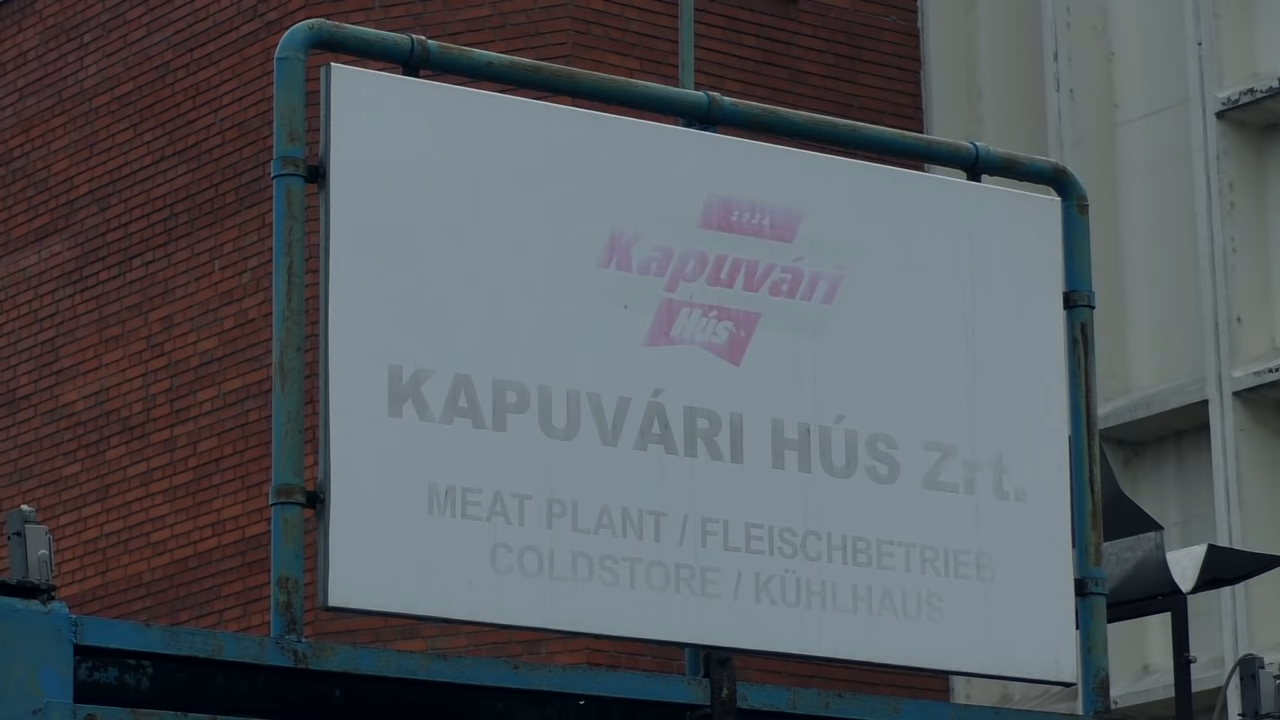 Kapuvári
Hús
KAPUVÁRI HÚS Zrt.
MEAT PLANT / FLEISCHBETRIEB
COLDSTORE / KÜHLHAUS